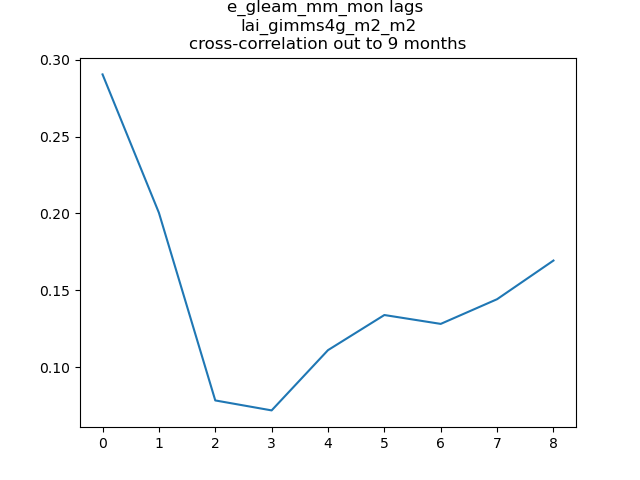 e_gleam_mm_mon lags
lai_gimms4g_m2_m2
cross-correlation out to 9 months
0.30
0.25
0.20
0.15
0.10
0 1 2 3 4 5 6 7 8